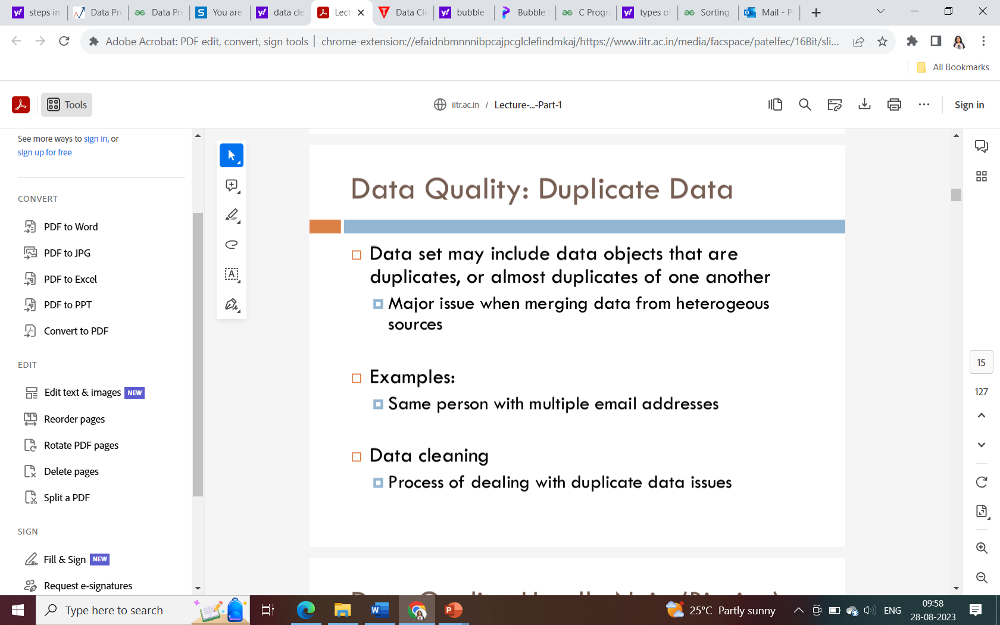 steps in
Data Pre
Data Pre
You are
data cle
Lect
Data Cle
bubble
Bubble
C Progr
types of
Sorting
Mail - P
Adobe Acrobat: PDF edit, convert, sign tools
chrome-extension://efaidnbmnnnibpcajpcglclefindmkaj/https://www.iitr.ac.in/media/facspace/patelfec/16Bit/sli...
All Bookmarks
Tools
iitr.ac.in / Lecture-...-Part-1
Sign in
See more ways to sign in, or
sign up for free
CONVERT
PDF to Word
PDF to JPG
PDF to Excel
PDF to PPT
Convert to PDF
EDIT
Edit text & images NEW
Reorder pages
Rotate PDF pages
Delete pages
Split a PDF
SIGN
Fill & Sign NEW
Request e-signatures
Data Quality: Duplicate Data
Data set may include data objects that are
duplicates, or almost duplicates of one another
Major issue when merging data from heterogeous
sources
Examples:
Same person with multiple email addresses
Data cleaning
Process of dealing with duplicate data issues
15
127
Type here to search
25°C Partly sunny
ENG
09:58
28-08-2023